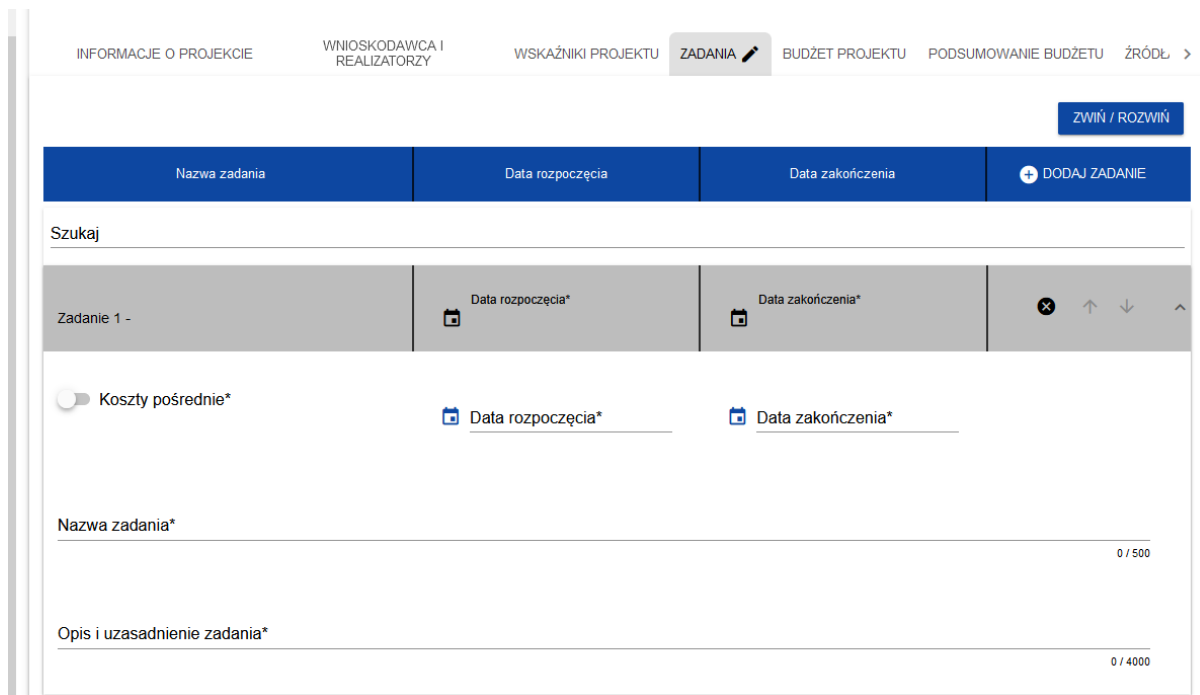 INFORMACJE O PROJEKCIE
WNIOSKODAWCA I
REALIZATORZY
WSKAŹNIKI PROJEKTU
ZADANIA
BUDŻET PROJEKTU
PODSUMOWANIE BUDŻETU
ZWIŃ / ROZWIŃ
Nazwa zadania
Data rozpoczęcia
Data zakończenia
DODAJ ZADANIE
Szukaj
Zadanie 1 -
Data rozpoczęcia*
Data zakończenia*
Koszty pośrednie*
Data rozpoczęcia*
Data zakończenia*
Nazwa zadania*
0 / 500
Opis i uzasadnienie zadania*
0 / 4000